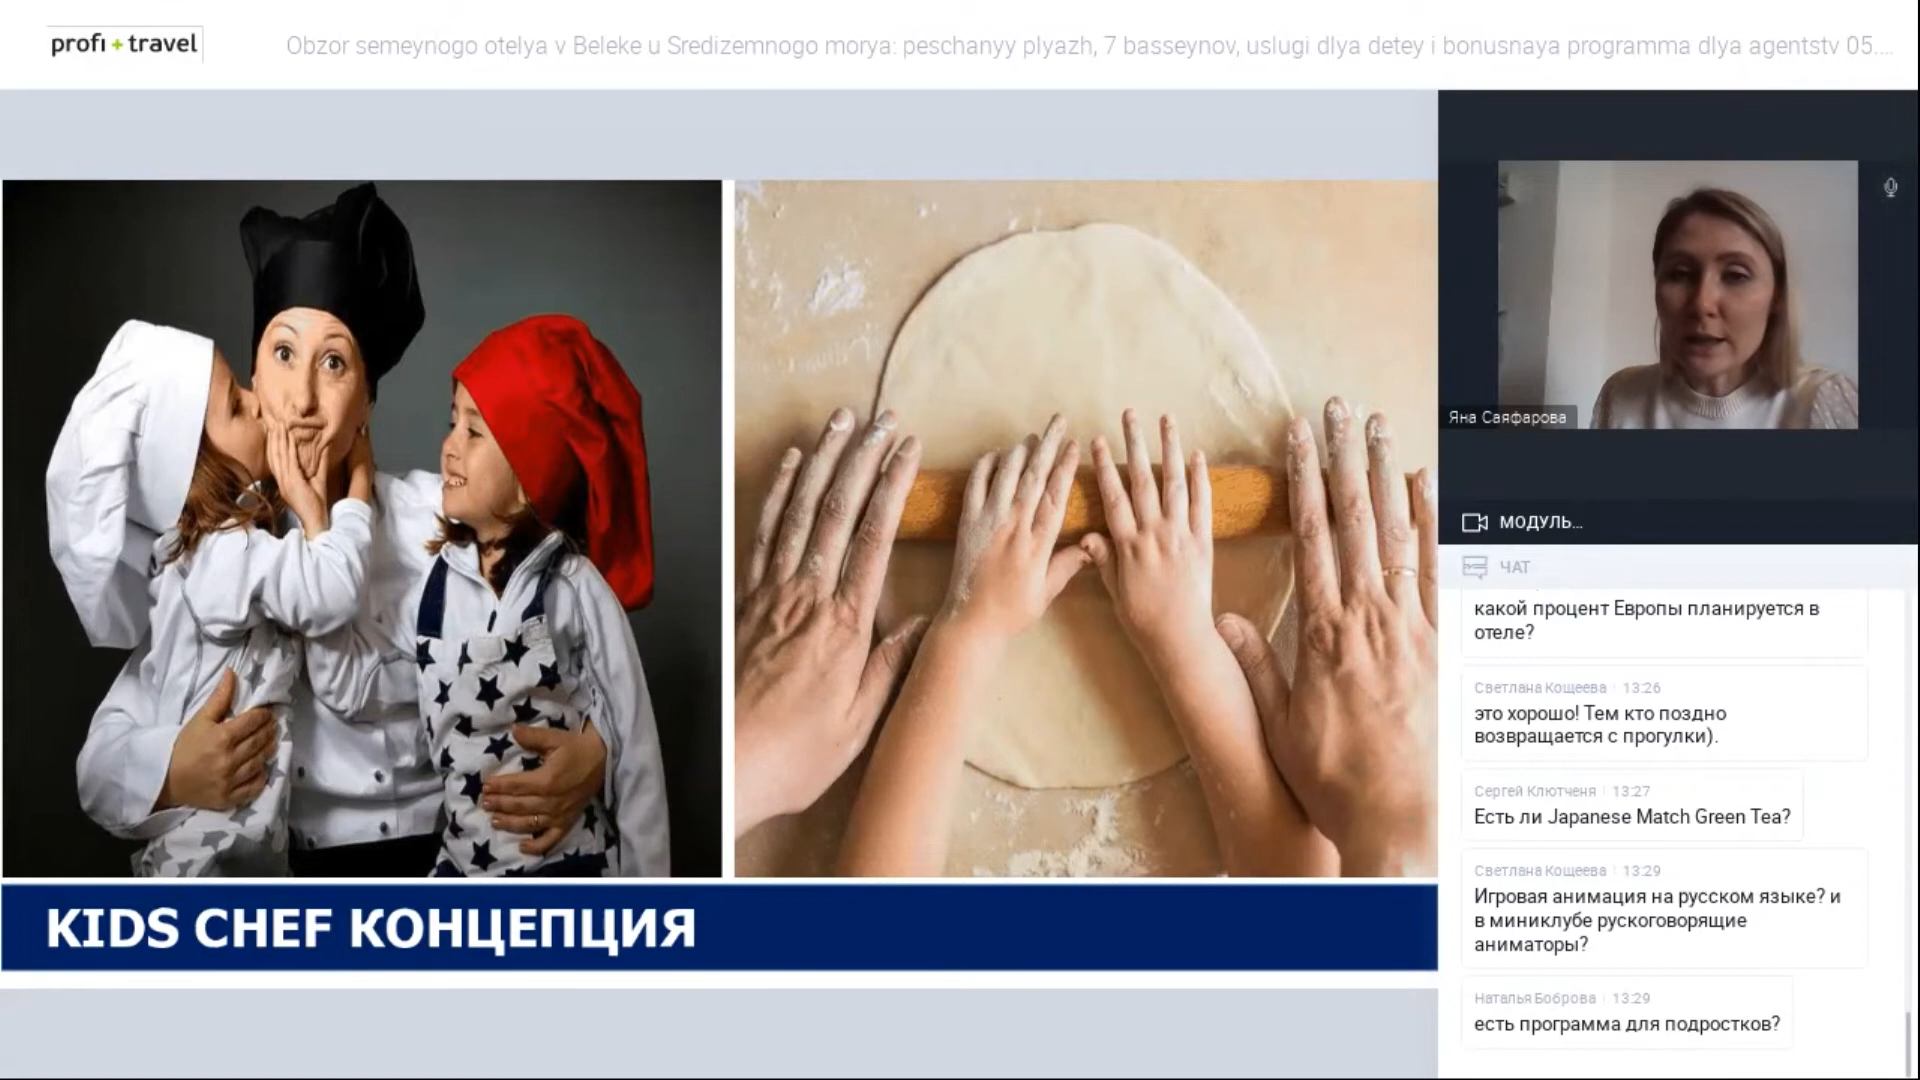 profi + travel
Obzor semeynogo otelya v Beleke u Sredizemnogo morya: peschanyy plyazh, 7 basseynov, uslugi dlya detey i bonusnaya programma dlya agentstv 05....
Яна Саяфарова
МОДУЛЬ...
ЧАТ
какой процент Европы планируется в
отеле?
Светлана Кощеева 13:26
это хорошо! Тем кто поздно
возвращается с прогулки).
Сергей Клютченя 13:27
Есть ли Japanese Match Green Tea?
Светлана Кощеева 13:29
Игровая анимация на русском языке? и
в миниклубе рускоговорящие
аниматоры?
Наталья Боброва 13:29
есть программа для подростков?
KIDS CHEF КОНЦЕПЦИЯ